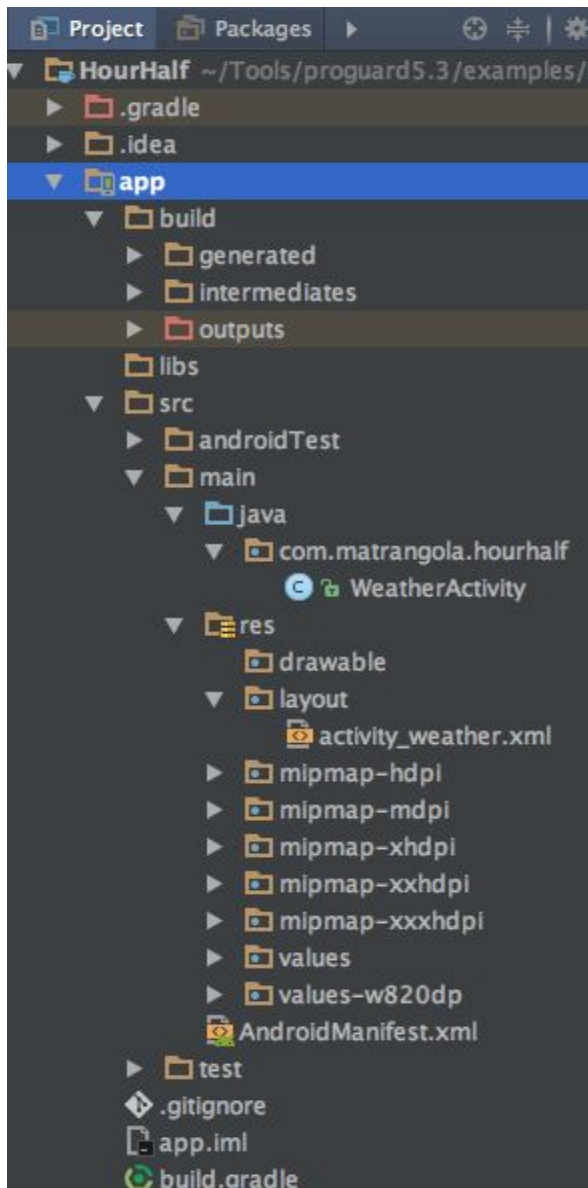 Project Packages
HourHalf ~/Tools/proguard5.3/examples/
.gradle
.idea
app
build
generated
intermediates
outputs
libs
src
androidTest
main
java
com.matrangola.hourhalf
C WeatherActivity
res
drawable
layout
activity_weather.xml
mipmap-hdpi
mipmap-mdpi
mipmap-xhdpi
mipmap-xxhdpi
mipmap-xxxhdpi
values
values-w820dp
AndroidManifest.xml
test
.gitignore
app.iml
build.gradle